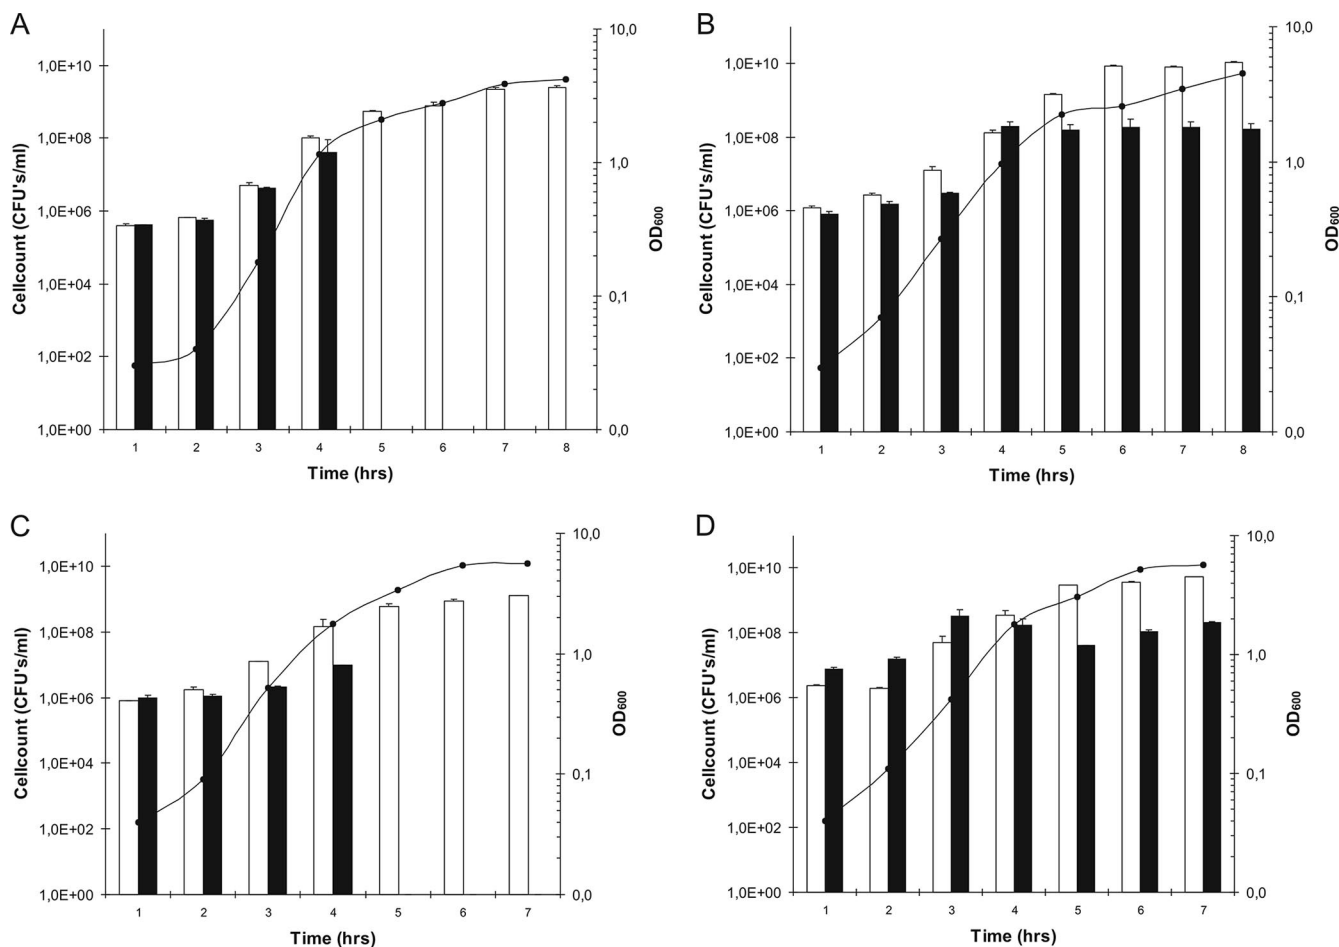 A
Cellcount (CFU's/ml)
1,0E+10
1,0E+08
1,0E+06
1,0E+04
1,0E+02
1,0E+00
10,0
1,0
0,1
0,0
OD600
1 2 3 4 5 6 7 8
Time (hrs)
B
Cellcount (CFU's/ml)
1,0E+10
1,0E+08
1,0E+06
1,0E+04
1,0E+02
1,0E+00
10,0
1,0
0,1
0,0
OD600
1 2 3 4 5 6 7 8
Time (hrs)
C
Cellcount (CFU's/ml)
1,0E+10
1,0E+08
1,0E+06
1,0E+04
1,0E+02
1,0E+00
10,0
1,0
0,1
0,0
OD600
1 2 3 4 5 6 7
Time (hrs)
D
Cellcount (CFU's/ml)
1,0E+10
1,0E+08
1,0E+06
1,0E+04
1,0E+02
1,0E+00
10,0
1,0
0,1
0,0
OD600
1 2 3 4 5 6 7
Time (hrs)